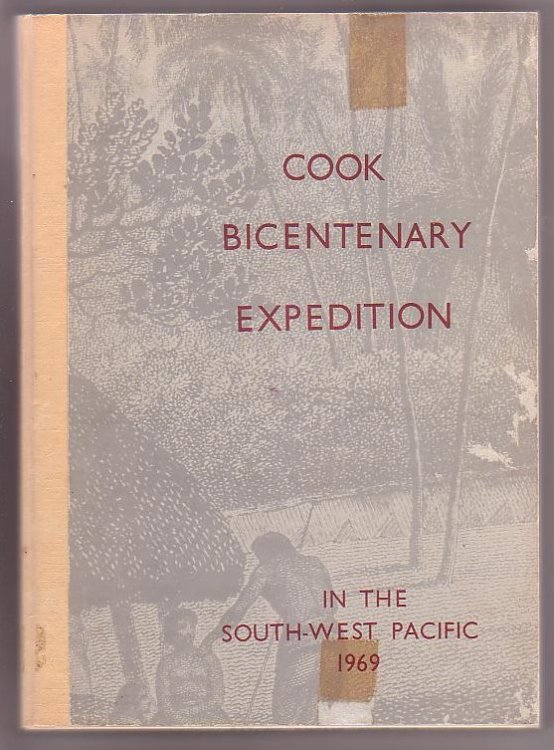 COOK
BICENTENARY
EXPEDITION
IN THE
SOUTH-WEST PACIFIC
1969